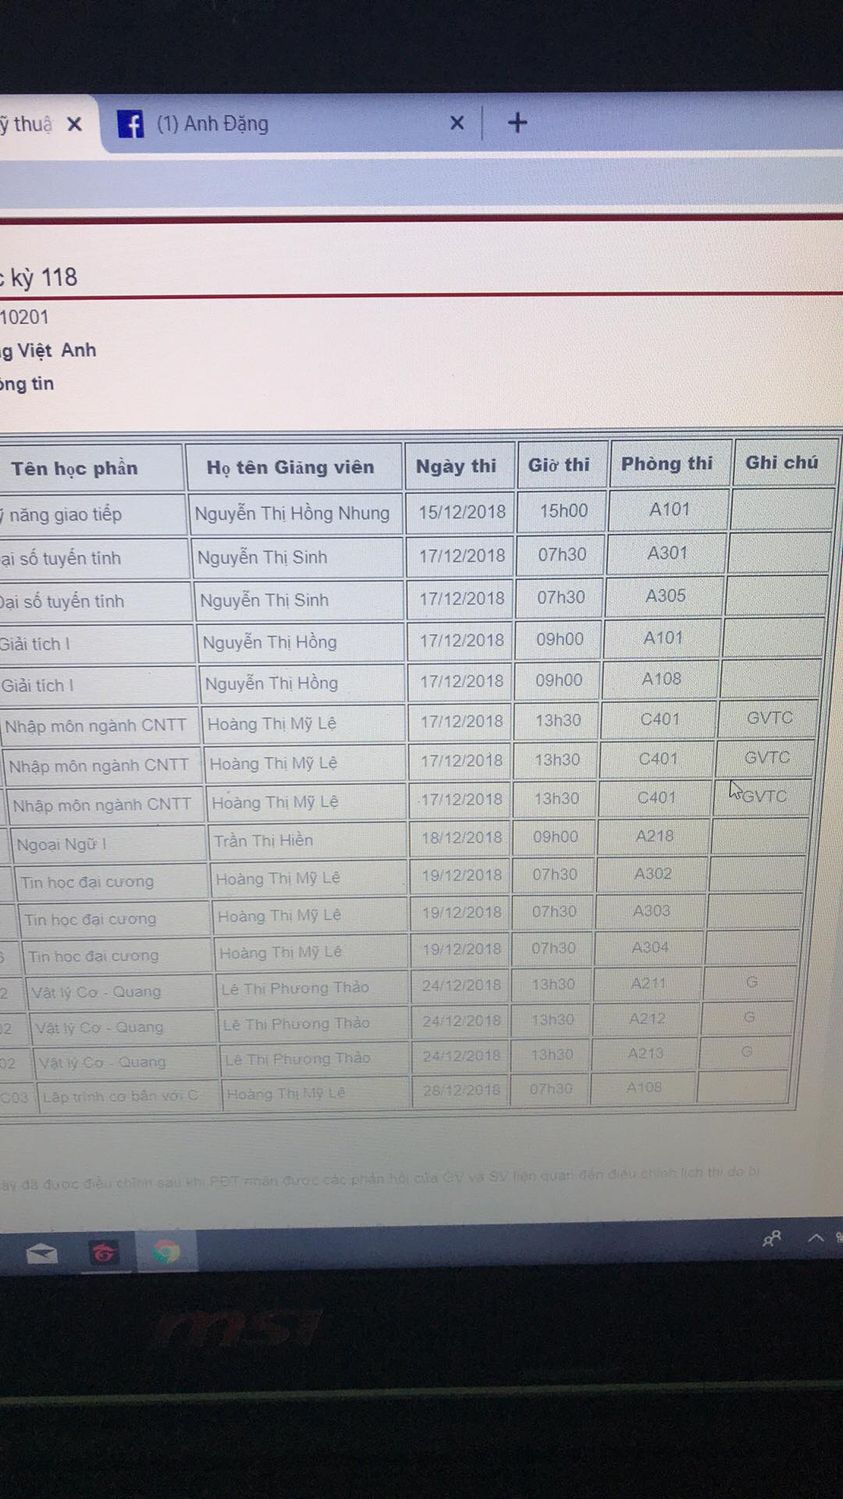 ỹ thuậ
(1) Anh Đặng
c kỳ 118
10201
g Việt Anh
ông tin
Tên học phần Họ tên Giảng viên Ngày thi Giờ thi Phòng thi Ghi chú
ỹ năng giao tiếp Nguyễn Thị Hồng Nhung 15/12/2018 15h00 A101
ại số tuyến tính Nguyễn Thị Sinh 17/12/2018 07h30 A301
Đại số tuyến tính Nguyễn Thị Sinh 17/12/2018 07h30 A305
Giải tích I Nguyễn Thị Hồng 17/12/2018 09h00 A101
Giải tích I Nguyễn Thị Hồng 17/12/2018 09h00 A108
Nhập môn ngành CNTT Hoàng Thị Mỹ Lệ 17/12/2018 13h30 C401 GVTC
Nhập môn ngành CNTT Hoàng Thị Mỹ Lệ 17/12/2018 13h30 C401 GVTC
Nhập môn ngành CNTT Hoàng Thị Mỹ Lệ 17/12/2018 13h30 C401 GVTC
Ngoại Ngữ I Trần Thị Hiền 18/12/2018 09h00 A218
Tin học đại cương Hoàng Thị Mỹ Lệ 19/12/2018 07h30 A302
Tin học đại cương Hoàng Thị Mỹ Lệ 19/12/2018 07h30 A303
6 Tin học đại cương Hoàng Thị Mỹ Lệ 19/12/2018 07h30 A304
2 Vật lý Cơ - Quang Lê Thị Phương Thảo 24/12/2018 13h30 A211 G
02 Vật lý Cơ - Quang Lê Thị Phương Thảo 24/12/2018 13h30 A212 G
02 Vật lý Cơ - Quang Lê Thị Phương Thảo 24/12/2018 13h30 A213 G
C03 Lập trình cơ bản với C Hoàng Thị Mỹ Lệ 28/12/2018 07h30 A108
ày đã được điều chỉnh sau khi PĐT nhận được các phản hồi của GV và SV liên quan đến điều chỉnh lịch thi do bị
msi